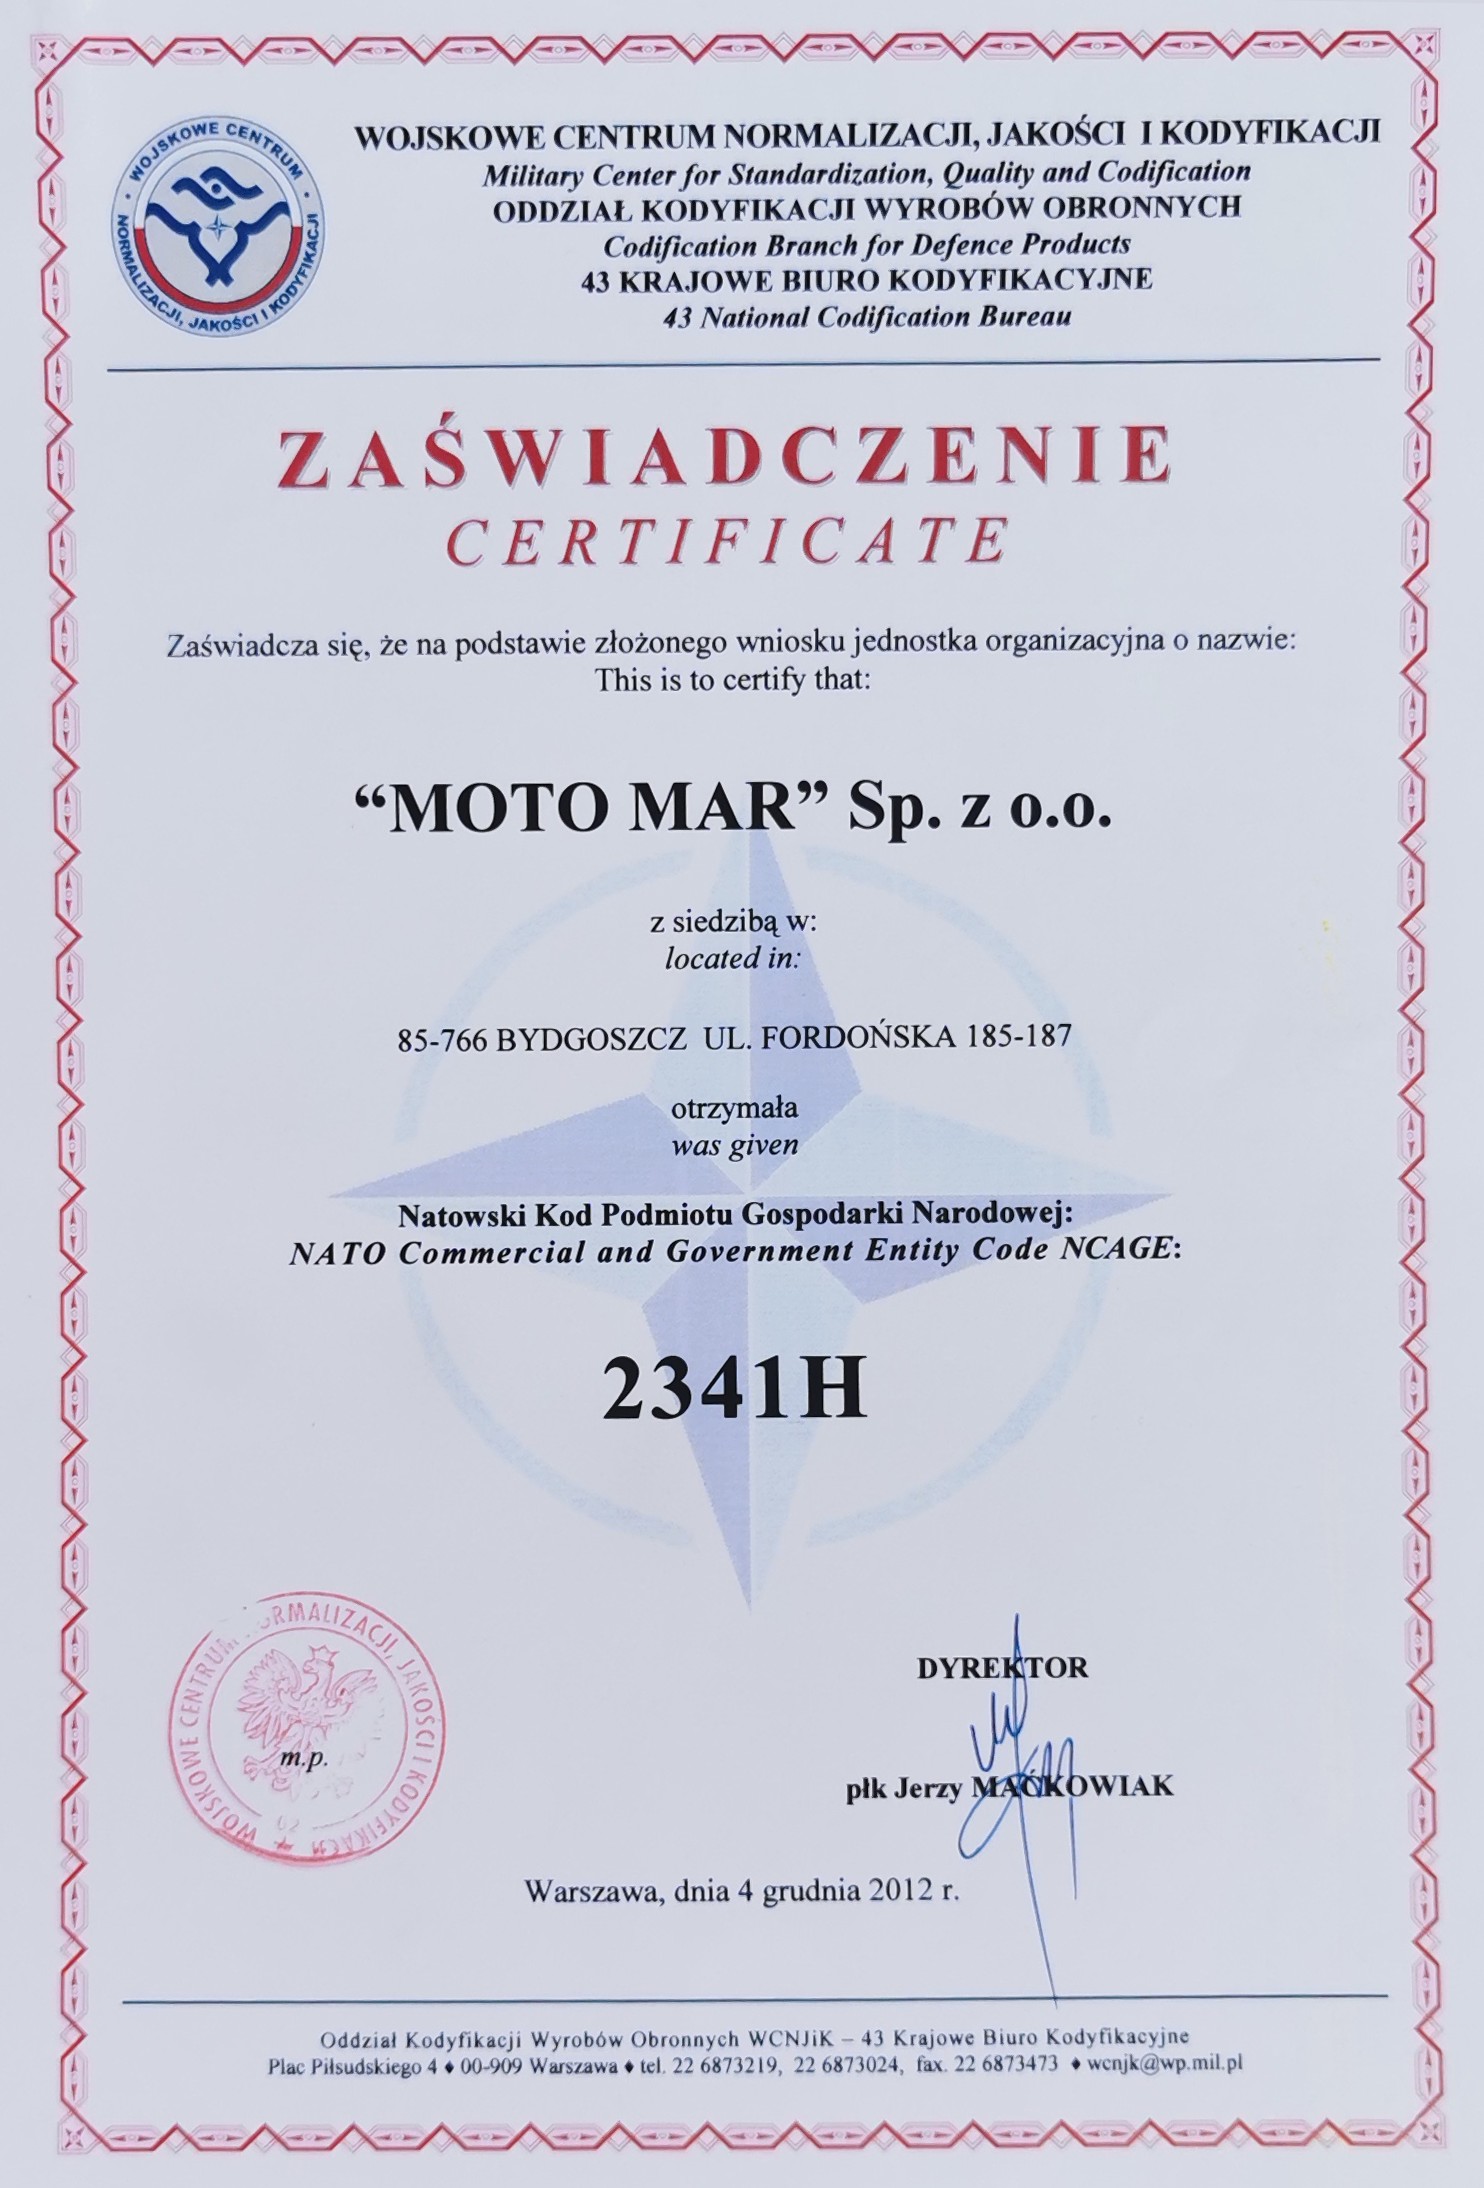 WOJSKOWE CENTRUM NORMALIZACJI, JAKOŚCI I KODYFIKACJI
WOJSKOWE CENTRUM NORMALIZACJI, JAKOŚCI I KODYFIKACJI
Military Center for Standardization, Quality and Codification
ODDZIAŁ KODYFIKACJI WYROBÓW OBRONNYCH
Codification Branch for Defence Products
43 KRAJOWE BIURO KODYFIKACYJNE
43 National Codification Bureau
ZAŚWIADCZENIE
CERTIFICATE
Zaświadcza się, że na podstawie złożonego wniosku jednostka organizacyjna o nazwie:
This is to certify that:
“MOTO MAR” Sp. z o.o.
z siedzibą w:
located in:
85-766 BYDGOSZCZ UL. FORDOŃSKA 185-187
otrzymała
was given
Natowski Kod Podmiotu Gospodarki Narodowej:
NATO Commercial and Government Entity Code NCAGE:
2341H
WOJSKOWE CENTRUM JAKOŚCI I KODYFIKACJI
m.p.
DYREKTOR
płk Jerzy MAĆKOWIAK
Warszawa, dnia 4 grudnia 2012 r.
Oddział Kodyfikacji Wyrobów Obronnych WCNJiK – 43 Krajowe Biuro Kodyfikacyjne
Plac Piłsudskiego 4 ♦ 00-909 Warszawa ♦ tel. 22 6873219, 22 6873024, fax. 22 6873473 ♦ wcnjk@wp.mil.pl